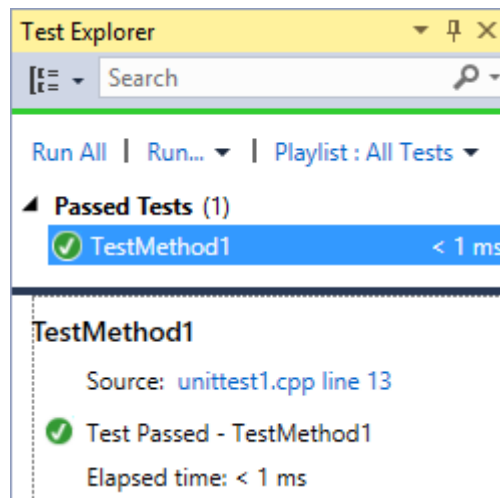 Test Explorer
Search
Run All | Run... | Playlist : All Tests
Passed Tests (1)
TestMethod1 < 1 ms
TestMethod1
Source: unittest1.cpp line 13
Test Passed - TestMethod1
Elapsed time: < 1 ms